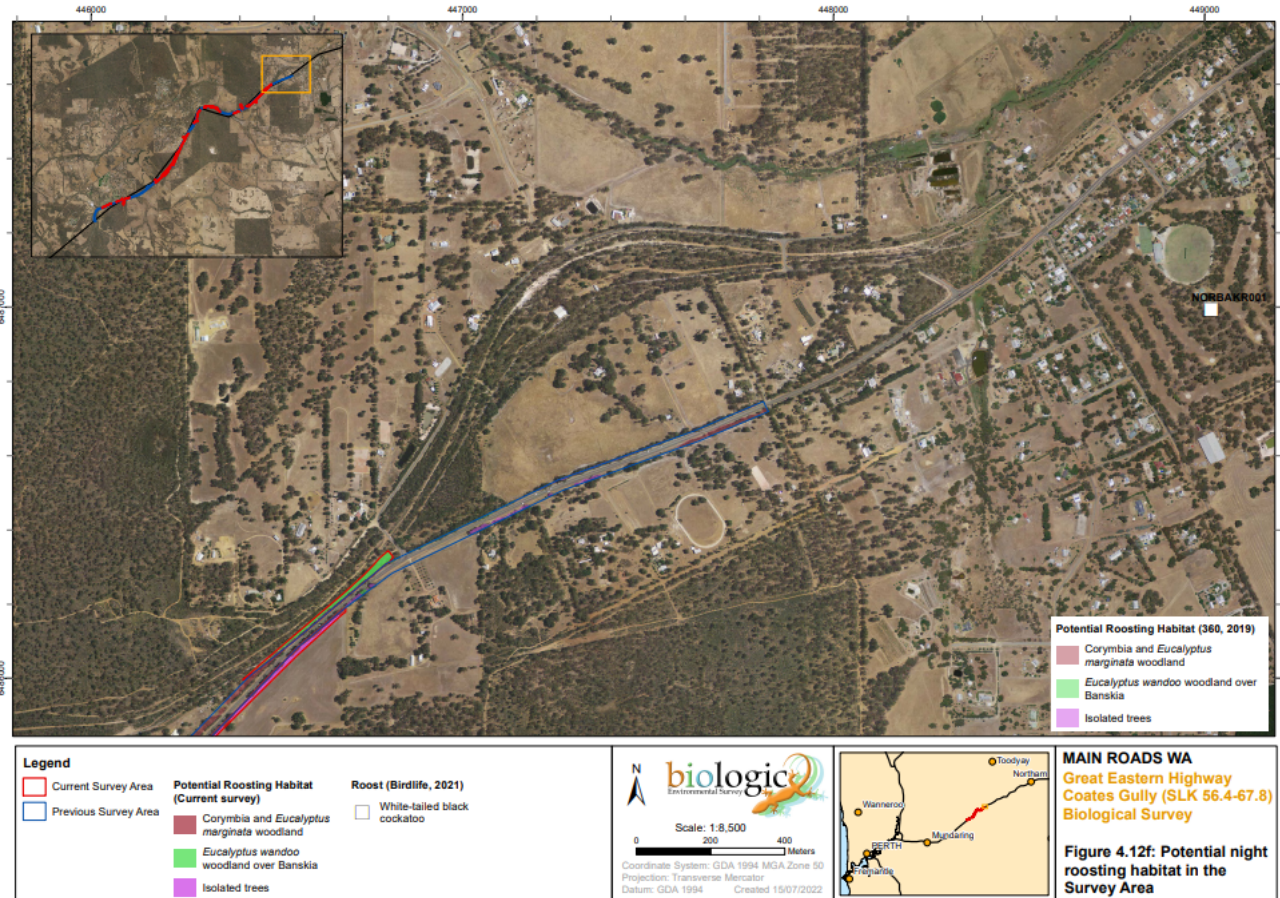 446000
447000
448000
449000
NORBAKR001
Potential Roosting Habitat (360, 2019)
Corymbia and Eucalyptus
marginata woodland
Eucalyptus wandoo woodland over
Banskia
Isolated trees
Legend
Current Survey Area
Previous Survey Area
Potential Roosting Habitat
(Current survey)
Corymbia and Eucalyptus
marginata woodland
Eucalyptus wandoo
woodland over Banskia
Isolated trees
Roost (Birdlife, 2021)
White-tailed black
cockatoo
N
biologic
Environmental Survey
Scale: 1:8,500
0 200 400
Meters
Coordinate System: GDA 1994 MGA Zone 50
Projection: Transverse Mercator
Datum: GDA 1994 Created 15/07/2022
Toodyay
Northam
Wanneroo
Mundaring
PERTH
Fremantle
MAIN ROADS WA
Great Eastern Highway
Coates Gully (SLK 56.4-67.8)
Biological Survey
Figure 4.12f: Potential night
roosting habitat in the
Survey Area